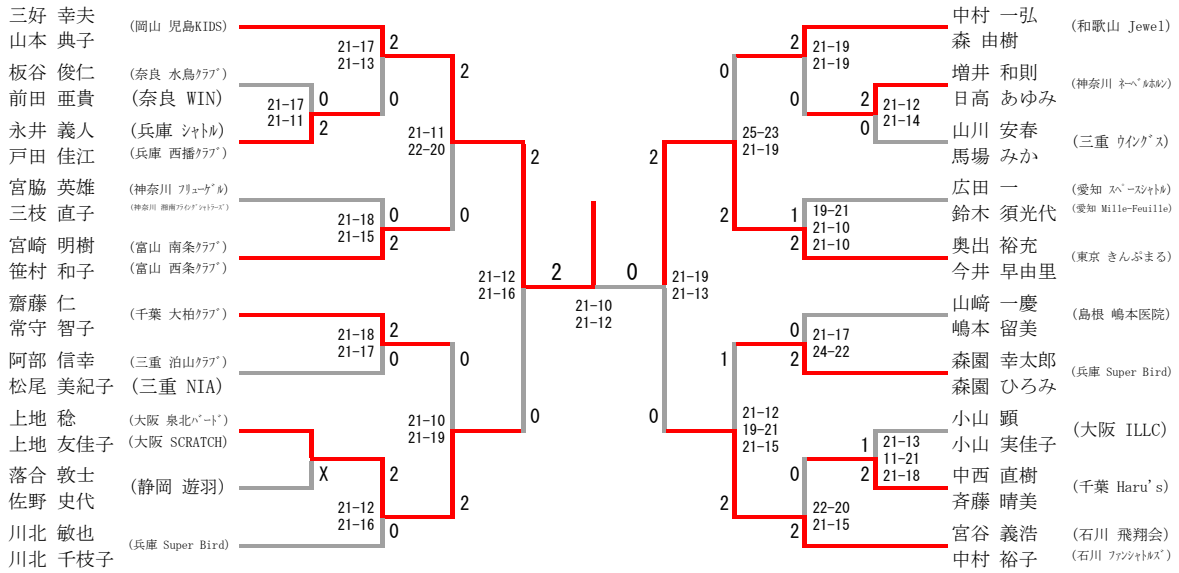 三好 幸夫
(岡山 児島KIDS)
山本 典子
板谷 俊仁
(奈良 水鳥クラブ)
前田 亜貴
(奈良 WIN)
永井 義人
(兵庫 シャトル)
戸田 佳江
(兵庫 西播クラブ)
宮脇 英雄
(神奈川 フリューゲル)
三枝 直子
(神奈川 湘南フライングシャトラーズ)
宮崎 明樹
(富山 南条クラブ)
笹村 和子
(富山 西条クラブ)
齋藤 仁
(千葉 大柏クラブ)
常守 智子
阿部 信幸
(三重 泊山クラブ)
松尾 美紀子
(三重 NIA)
上地 稔
(大阪 泉北バード)
上地 友佳子
(大阪 SCRATCH)
落合 敦士
(静岡 遊羽)
佐野 史代
川北 敏也
(兵庫 Super Bird)
川北 千枝子
21-17
21-13
2
0
21-17
21-11
0
2
2
21-11
22-20
0
21-18
21-15
0
2
2
21-12
21-16
0
21-18
21-17
2
0
0
21-10
21-19
2
X
2
21-12
21-16
0
2
0
21-10
21-12
2
21-19
21-13
0
0
25-23
21-19
2
2
21-19
21-19
0
2
21-12
21-14
0
1
19-21
21-10
21-10
2
1
21-12
19-21
21-15
2
0
21-17
24-22
2
0
22-20
21-15
2
1
21-13
11-21
21-18
2
中村 一弘
(和歌山 Jewel)
森 由樹
増井 和則
(神奈川 ネーベルホルン)
日高 あゆみ
山川 安春
(三重 ウイングス)
馬場 みか
広田 一
(愛知 スペースシャトル)
鈴木 須光代
(愛知 Mille-Feuille)
奥出 裕充
(東京 きんぷまる)
今井 早由里
山﨑 一慶
(島根 嶋本医院)
嶋本 留美
森園 幸太郎
(兵庫 Super Bird)
森園 ひろみ
小山 顕
(大阪 ILLC)
小山 実佳子
中西 直樹
(千葉 Haru's)
斉藤 晴美
宮谷 義浩
(石川 飛翔会)
中村 裕子
(石川 ファンシャトルズ)